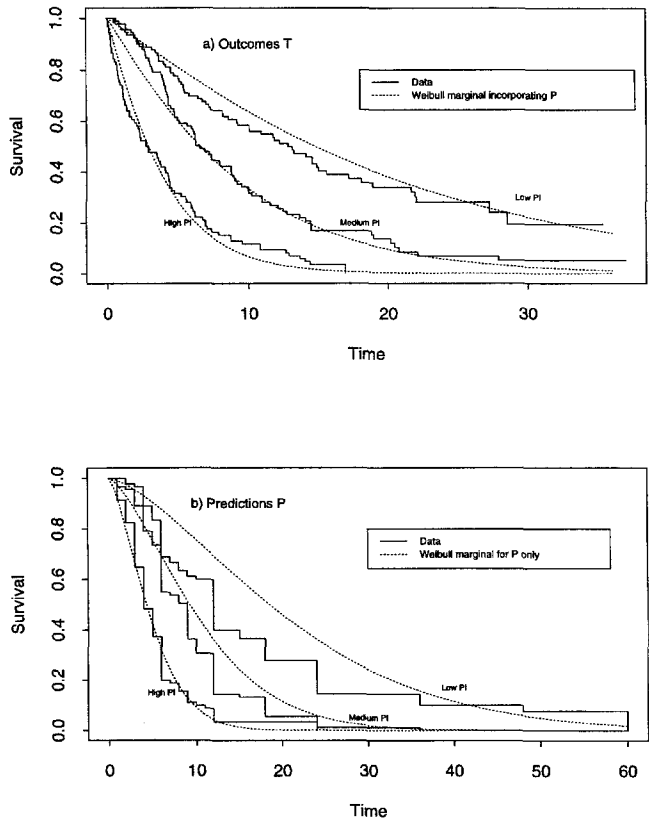 a) Outcomes T
Data
Weibull marginal incorporating P
Survival
1.0
0.8
0.6
0.4
0.2
0.0
High PI
Medium PI
Low PI
0 10 20 30
Time
b) Predictions P
Data
Weibull marginal for P only
Survival
1.0
0.8
0.6
0.4
0.2
0.0
High PI
Medium PI
Low PI
0 10 20 30 40 50 60
Time